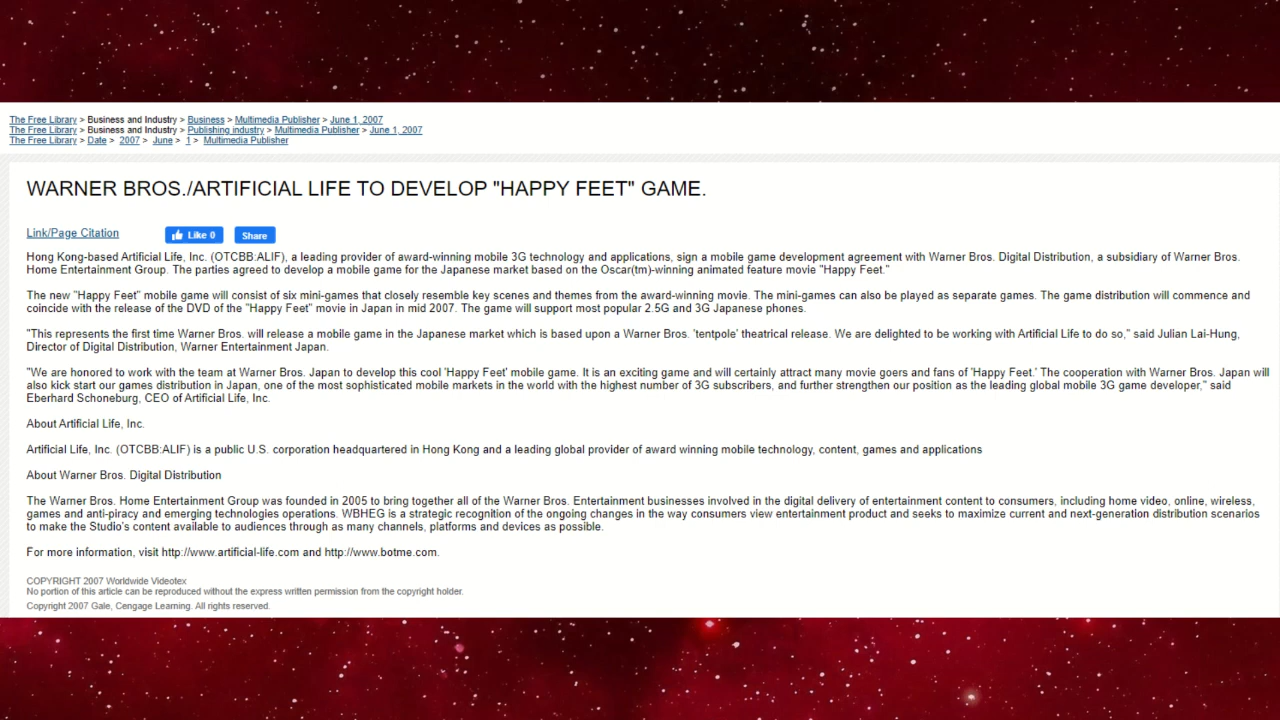 The Free Library > Business and Industry > Business > Multimedia Publisher > June 1, 2007
The Free Library > Business and Industry > Publishing industry > Multimedia Publisher > June 1, 2007
The Free Library > Date > 2007 > June > 1 > Multimedia Publisher
WARNER BROS./ARTIFICIAL LIFE TO DEVELOP "HAPPY FEET" GAME.
Link/Page Citation
Like 0
Share
Hong Kong-based Artificial Life, Inc. (OTCBB:ALIF), a leading provider of award-winning mobile 3G technology and applications, sign a mobile game development agreement with Warner Bros. Digital Distribution, a subsidiary of Warner Bros.
Home Entertainment Group. The parties agreed to develop a mobile game for the Japanese market based on the Oscar(tm)-winning animated feature movie "Happy Feet."
The new "Happy Feet" mobile game will consist of six mini-games that closely resemble key scenes and themes from the award-winning movie. The mini-games can also be played as separate games. The game distribution will commence and
coincide with the release of the DVD of the "Happy Feet" movie in Japan in mid 2007. The game will support most popular 2.5G and 3G Japanese phones.
"This represents the first time Warner Bros. will release a mobile game in the Japanese market which is based upon a Warner Bros. 'tentpole' theatrical release. We are delighted to be working with Artificial Life to do so," said Julian Lai-Hung,
Director of Digital Distribution, Warner Entertainment Japan.
"We are honored to work with the team at Warner Bros. Japan to develop this cool 'Happy Feet' mobile game. It is an exciting game and will certainly attract many movie goers and fans of 'Happy Feet.' The cooperation with Warner Bros. Japan will
also kick start our games distribution in Japan, one of the most sophisticated mobile markets in the world with the highest number of 3G subscribers, and further strengthen our position as the leading global mobile 3G game developer," said
Eberhard Schoneburg, CEO of Artificial Life, Inc.
About Artificial Life, Inc.
Artificial Life, Inc. (OTCBB:ALIF) is a public U.S. corporation headquartered in Hong Kong and a leading global provider of award winning mobile technology, content, games and applications
About Warner Bros. Digital Distribution
The Warner Bros. Home Entertainment Group was founded in 2005 to bring together all of the Warner Bros. Entertainment businesses involved in the digital delivery of entertainment content to consumers, including home video, online, wireless,
games and anti-piracy and emerging technologies operations. WBHEG is a strategic recognition of the ongoing changes in the way consumers view entertainment product and seeks to maximize current and next-generation distribution scenarios
to make the Studio's content available to audiences through as many channels, platforms and devices as possible.
For more information, visit http://www.artificial-life.com and http://www.botme.com.
COPYRIGHT 2007 Worldwide Videotex
No portion of this article can be reproduced without the express written permission from the copyright holder.
Copyright 2007 Gale, Cengage Learning. All rights reserved.